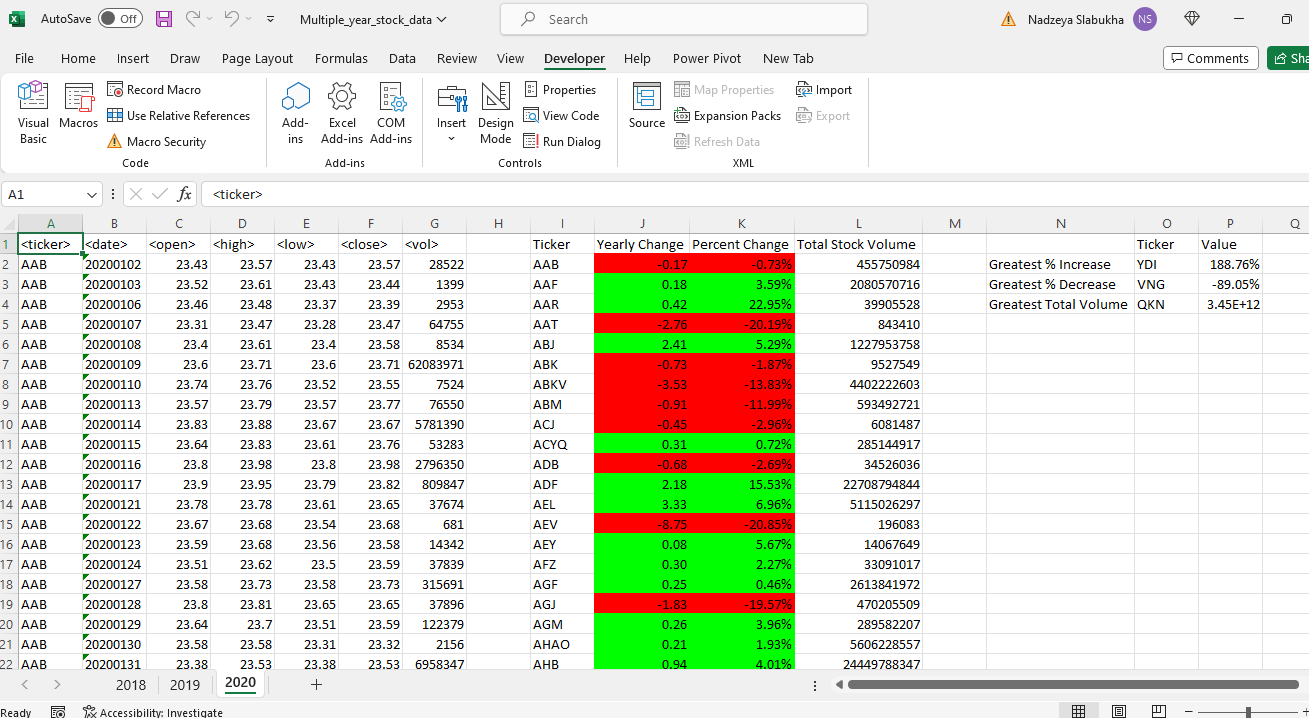 AutoSave Off Multiple_year_stock_data Search Nadzeya Slabukha NS
File Home Insert Draw Page Layout Formulas Data Review View Developer Help Power Pivot New Tab Comments
Visual Basic Macros Record Macro Use Relative References Macro Security Code
Add-ins Excel Add-ins COM Add-ins Add-ins
Insert Design Mode Properties View Code Run Dialog Controls
Source Map Properties Expansion Packs Refresh Data Import Export XML
A1 fx <ticker>
A B C D E F G H I J K L M N O P Q
1 <ticker> <date> <open> <high> <low> <close> <vol> Ticker Yearly Change Percent Change Total Stock Volume Ticker Value
2 AAB 20200102 23.43 23.57 23.43 23.57 28522 AAB -0.17 -0.73% 455750984 Greatest % Increase YDI 188.76%
3 AAB 20200103 23.52 23.61 23.43 23.44 1399 AAF 0.18 3.59% 2080570716 Greatest % Decrease VNG -89.05%
4 AAB 20200106 23.46 23.48 23.37 23.39 2953 AAR 0.42 22.95% 39905528 Greatest Total Volume QKN 3.45E+12
5 AAB 20200107 23.31 23.47 23.28 23.47 64755 AAT -2.76 -20.19% 843410
6 AAB 20200108 23.4 23.61 23.4 23.58 8534 ABJ 2.41 5.29% 1227953758
7 AAB 20200109 23.6 23.71 23.6 23.71 62083971 ABK -0.73 -1.87% 9527549
8 AAB 20200110 23.74 23.76 23.52 23.55 7524 ABKV -3.53 -13.83% 4402222603
9 AAB 20200113 23.57 23.79 23.57 23.77 76550 ABM -0.91 -11.99% 593492721
10 AAB 20200114 23.83 23.88 23.67 23.67 5781390 ACJ -0.45 -2.96% 6081487
11 AAB 20200115 23.64 23.83 23.61 23.76 53283 ACYQ 0.31 0.72% 285144917
12 AAB 20200116 23.8 23.98 23.8 23.98 2796350 ADB -0.68 -2.69% 34526036
13 AAB 20200117 23.9 23.95 23.79 23.82 809847 ADF 2.18 15.53% 22708794844
14 AAB 20200121 23.78 23.78 23.61 23.65 37674 AEL 3.33 6.96% 5115026297
15 AAB 20200122 23.67 23.68 23.54 23.68 681 AEV -8.75 -20.85% 196083
16 AAB 20200123 23.59 23.68 23.56 23.58 14342 AEY 0.08 5.67% 14067649
17 AAB 20200124 23.51 23.62 23.5 23.59 37839 AFZ 0.30 2.27% 33091017
18 AAB 20200127 23.58 23.73 23.58 23.73 315691 AGF 0.25 0.46% 2613841972
19 AAB 20200128 23.8 23.81 23.65 23.65 37896 AGJ -1.83 -19.57% 470205509
20 AAB 20200129 23.64 23.7 23.51 23.59 122379 AGM 0.26 3.96% 289582207
21 AAB 20200130 23.58 23.58 23.31 23.32 2156 AHAO 0.21 1.93% 5606228557
22 AAB 20200131 23.38 23.53 23.38 23.53 6958347 AHB 0.94 4.01% 24449788347
2018 2019 2020
Ready Accessibility: Investigate